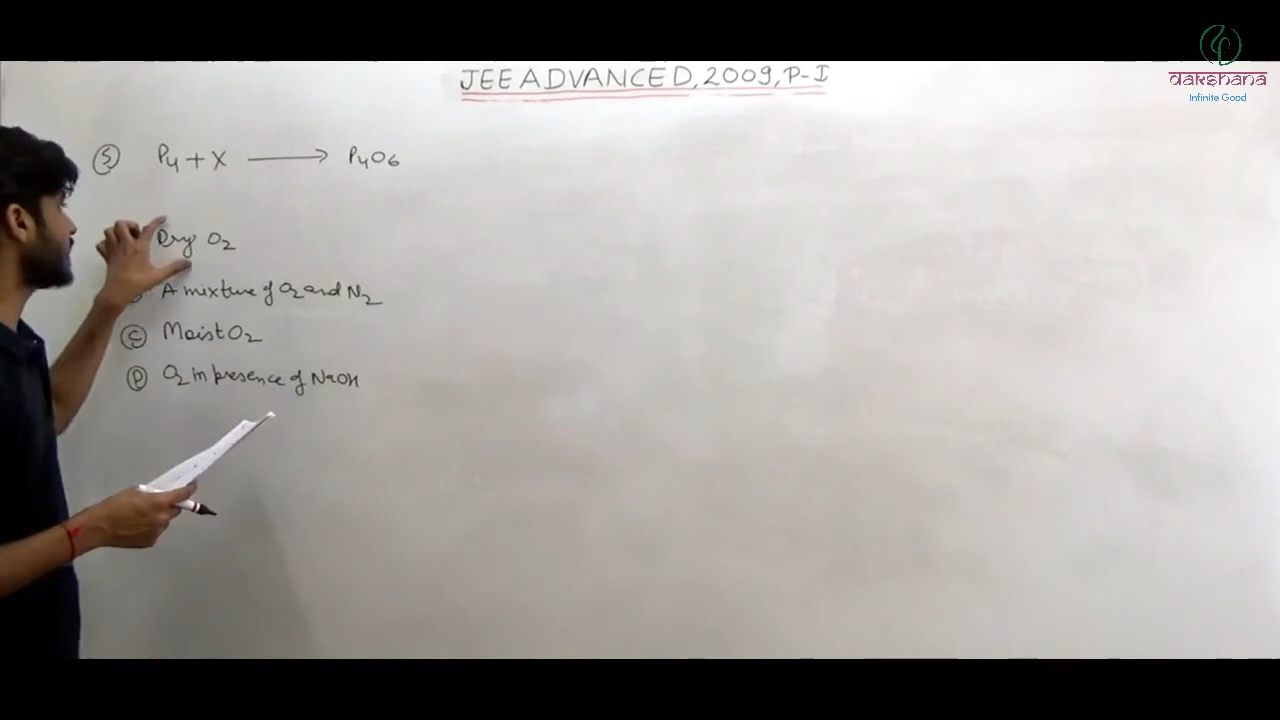 JEE ADVANCED, 2009, P-I
darshana
Infinite Good
(5) P4 + X ⟶ P4O6
Dry O2
A mixture of O2 and N2
(C) Moist O2
(D) O2 in presence of NaOH